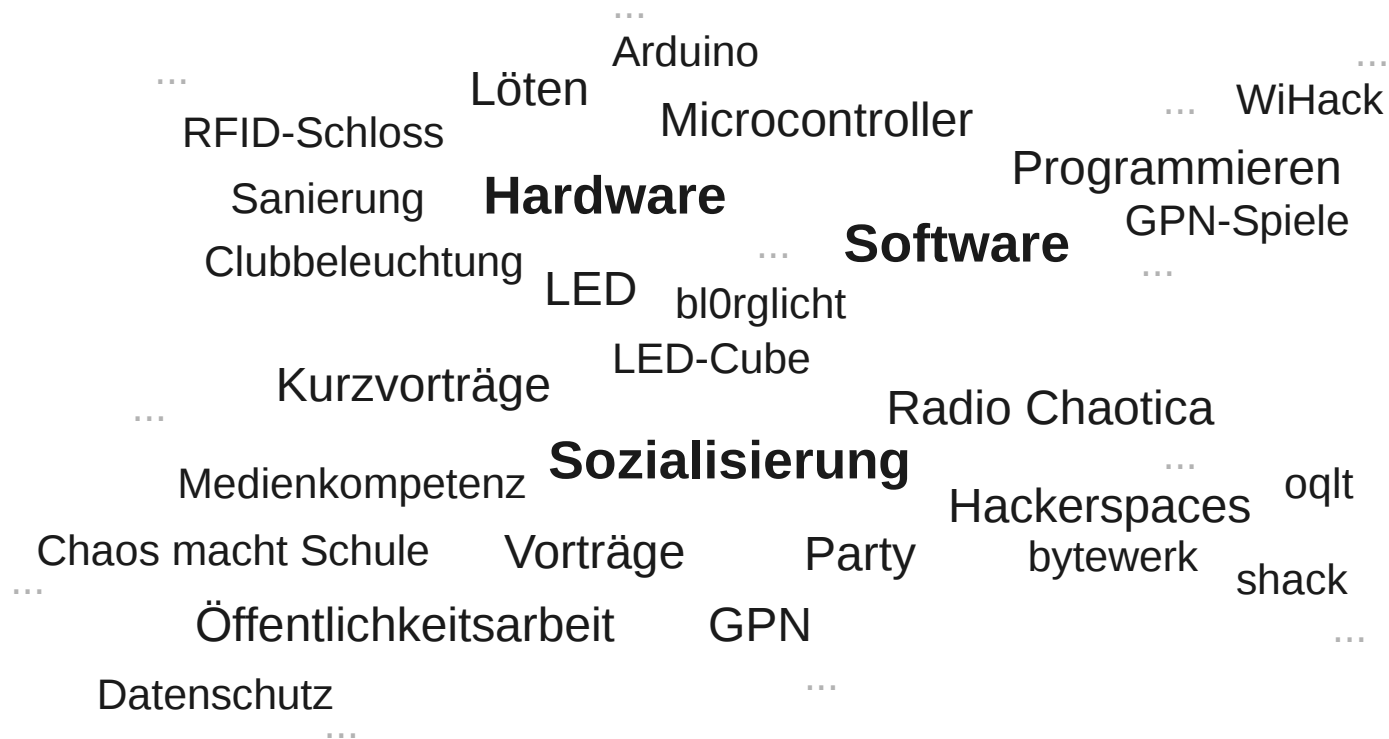 ...
Arduino
...
...
Löten
WiHack
Microcontroller
...
RFID-Schloss
Programmieren
Sanierung
Hardware
GPN-Spiele
Software
Clubbeleuchtung
...
...
LED
bl0rglicht
LED-Cube
Kurzvorträge
Radio Chaotica
...
Sozialisierung
...
Medienkompetenz
oqlt
Hackerspaces
Chaos macht Schule
Vorträge
Party
bytewerk
shack
...
Öffentlichkeitsarbeit
GPN
...
Datenschutz
...
...